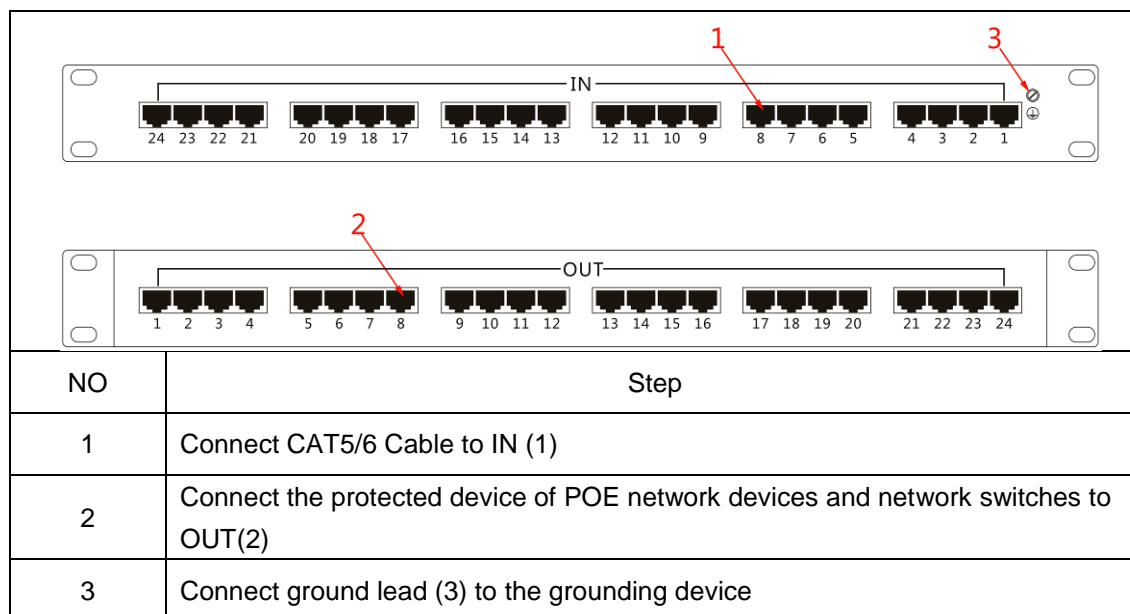 1 3
IN
24 23 22 21 20 19 18 17 16 15 14 13 12 11 10 9 8 7 6 5 4 3 2 1
2
OUT
1 2 3 4 5 6 7 8 9 10 11 12 13 14 15 16 17 18 19 20 21 22 23 24
NO Step
1 Connect CAT5/6 Cable to IN (1)
2 Connect the protected device of POE network devices and network switches to
OUT(2)
3 Connect ground lead (3) to the grounding device